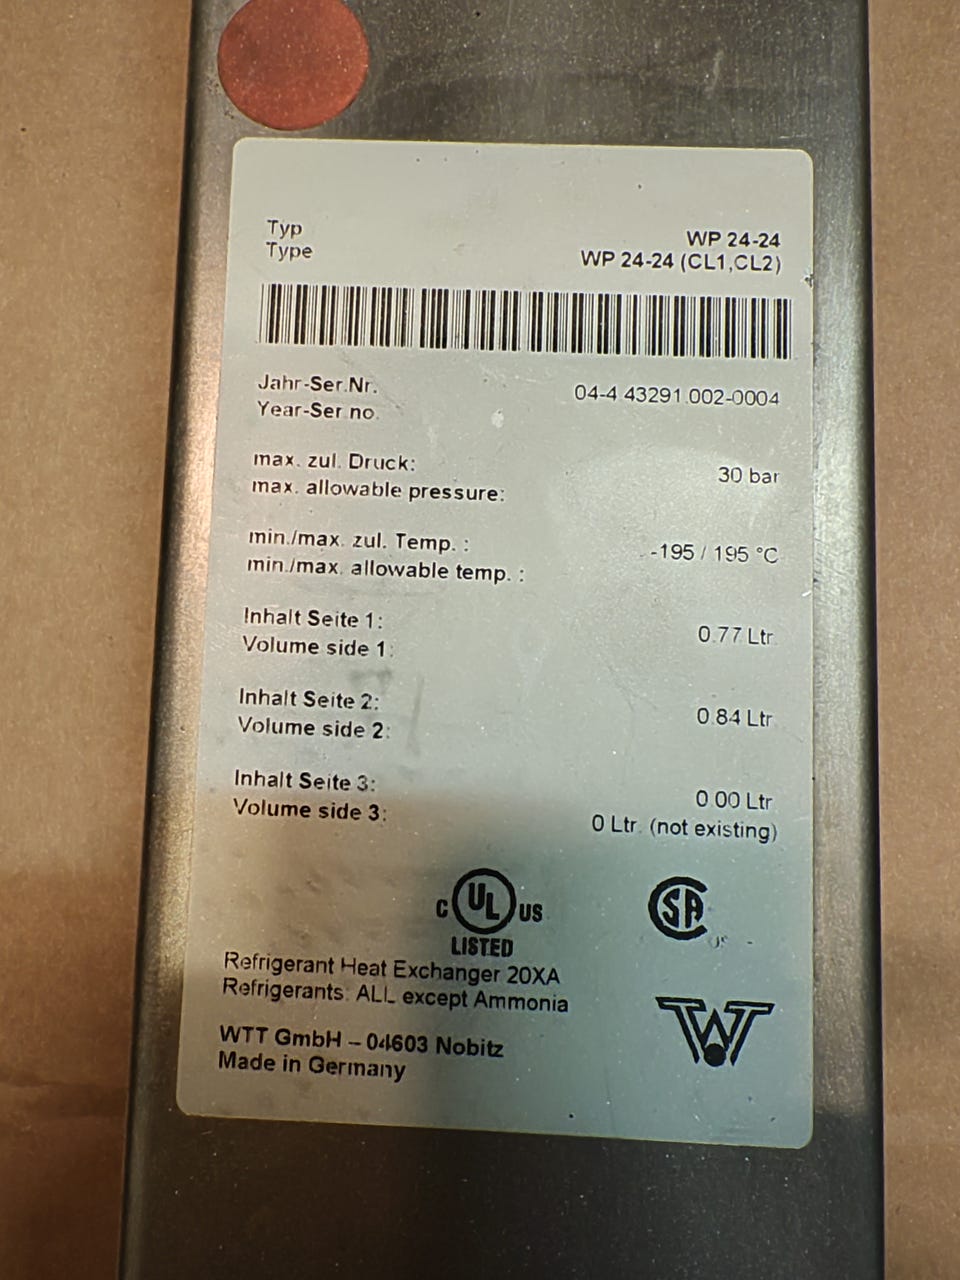 Typ WP 24-24
Type WP 24-24 (CL1,CL2)
Jahr-Ser.Nr. 04-4 43291.002-0004
Year-Ser no.
max. zul. Druck: 30 bar
max. allowable pressure:
min./max. zul. Temp. : -195 / 195 °C
min./max. allowable temp. :
Inhalt Seite 1: 0.77 Ltr.
Volume side 1:
Inhalt Seite 2: 0.84 Ltr.
Volume side 2:
Inhalt Seite 3: 0.00 Ltr
Volume side 3: 0 Ltr. (not existing)
C UL US SA
LISTED
Refrigerant Heat Exchanger 20XA
Refrigerants: ALL except Ammonia
WTT GmbH – 04603 Nobitz
Made in Germany